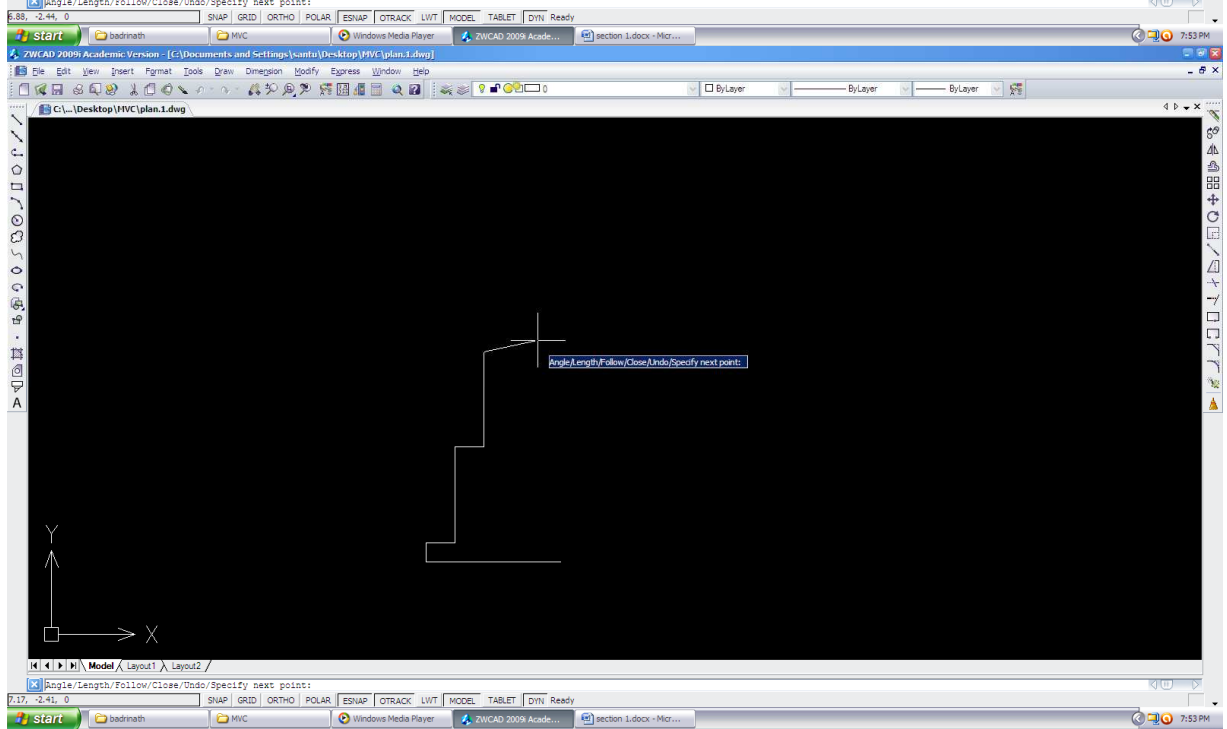 Angle/Length/Follow/Close/Undo/Specify next point:
6.88, -2.44, 0 SNAP GRID ORTHO POLAR ESNAP OTRACK LWT MODEL TABLET DYN Ready
start badrinath MVC Windows Media Player ZWCAD 2009i Acade... section 1.docx - Micr... 7:53 PM
ZWCAD 2009i Academic Version - [C:\Documents and Settings\santu\Desktop\MVC\plan.1.dwg]
File Edit View Insert Format Tools Draw Dimension Modify Express Window Help
0 ByLayer ByLayer ByLayer
C:\...\Desktop\MVC\plan.1.dwg
A
Angle/Length/Follow/Close/Undo/Specify next point:
Y
X
Model Layout1 Layout2
Angle/Length/Follow/Close/Undo/Specify next point:
7.17, -2.41, 0 SNAP GRID ORTHO POLAR ESNAP OTRACK LWT MODEL TABLET DYN Ready
start badrinath MVC Windows Media Player ZWCAD 2009i Acade... section 1.docx - Micr... 7:53 PM